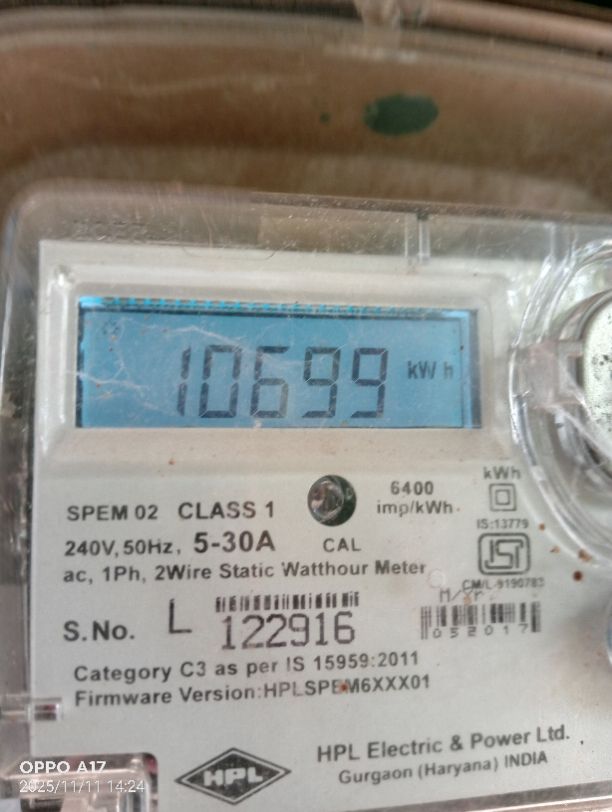 10699 kWh
SPEM 02 CLASS 1
6400
imp/kWh
kWh
IS:13779
240V, 50Hz, 5-30A CAL
ac, 1Ph, 2Wire Static Watthour Meter
CM/L-9190783
M/Yr.
S.No. L 122916
052017
Category C3 as per IS 15959:2011
Firmware Version:HPLSPEM6XXX01
HPL
HPL Electric & Power Ltd.
Gurgaon (Haryana) INDIA
OPPO A17
2025/11/11 14:24